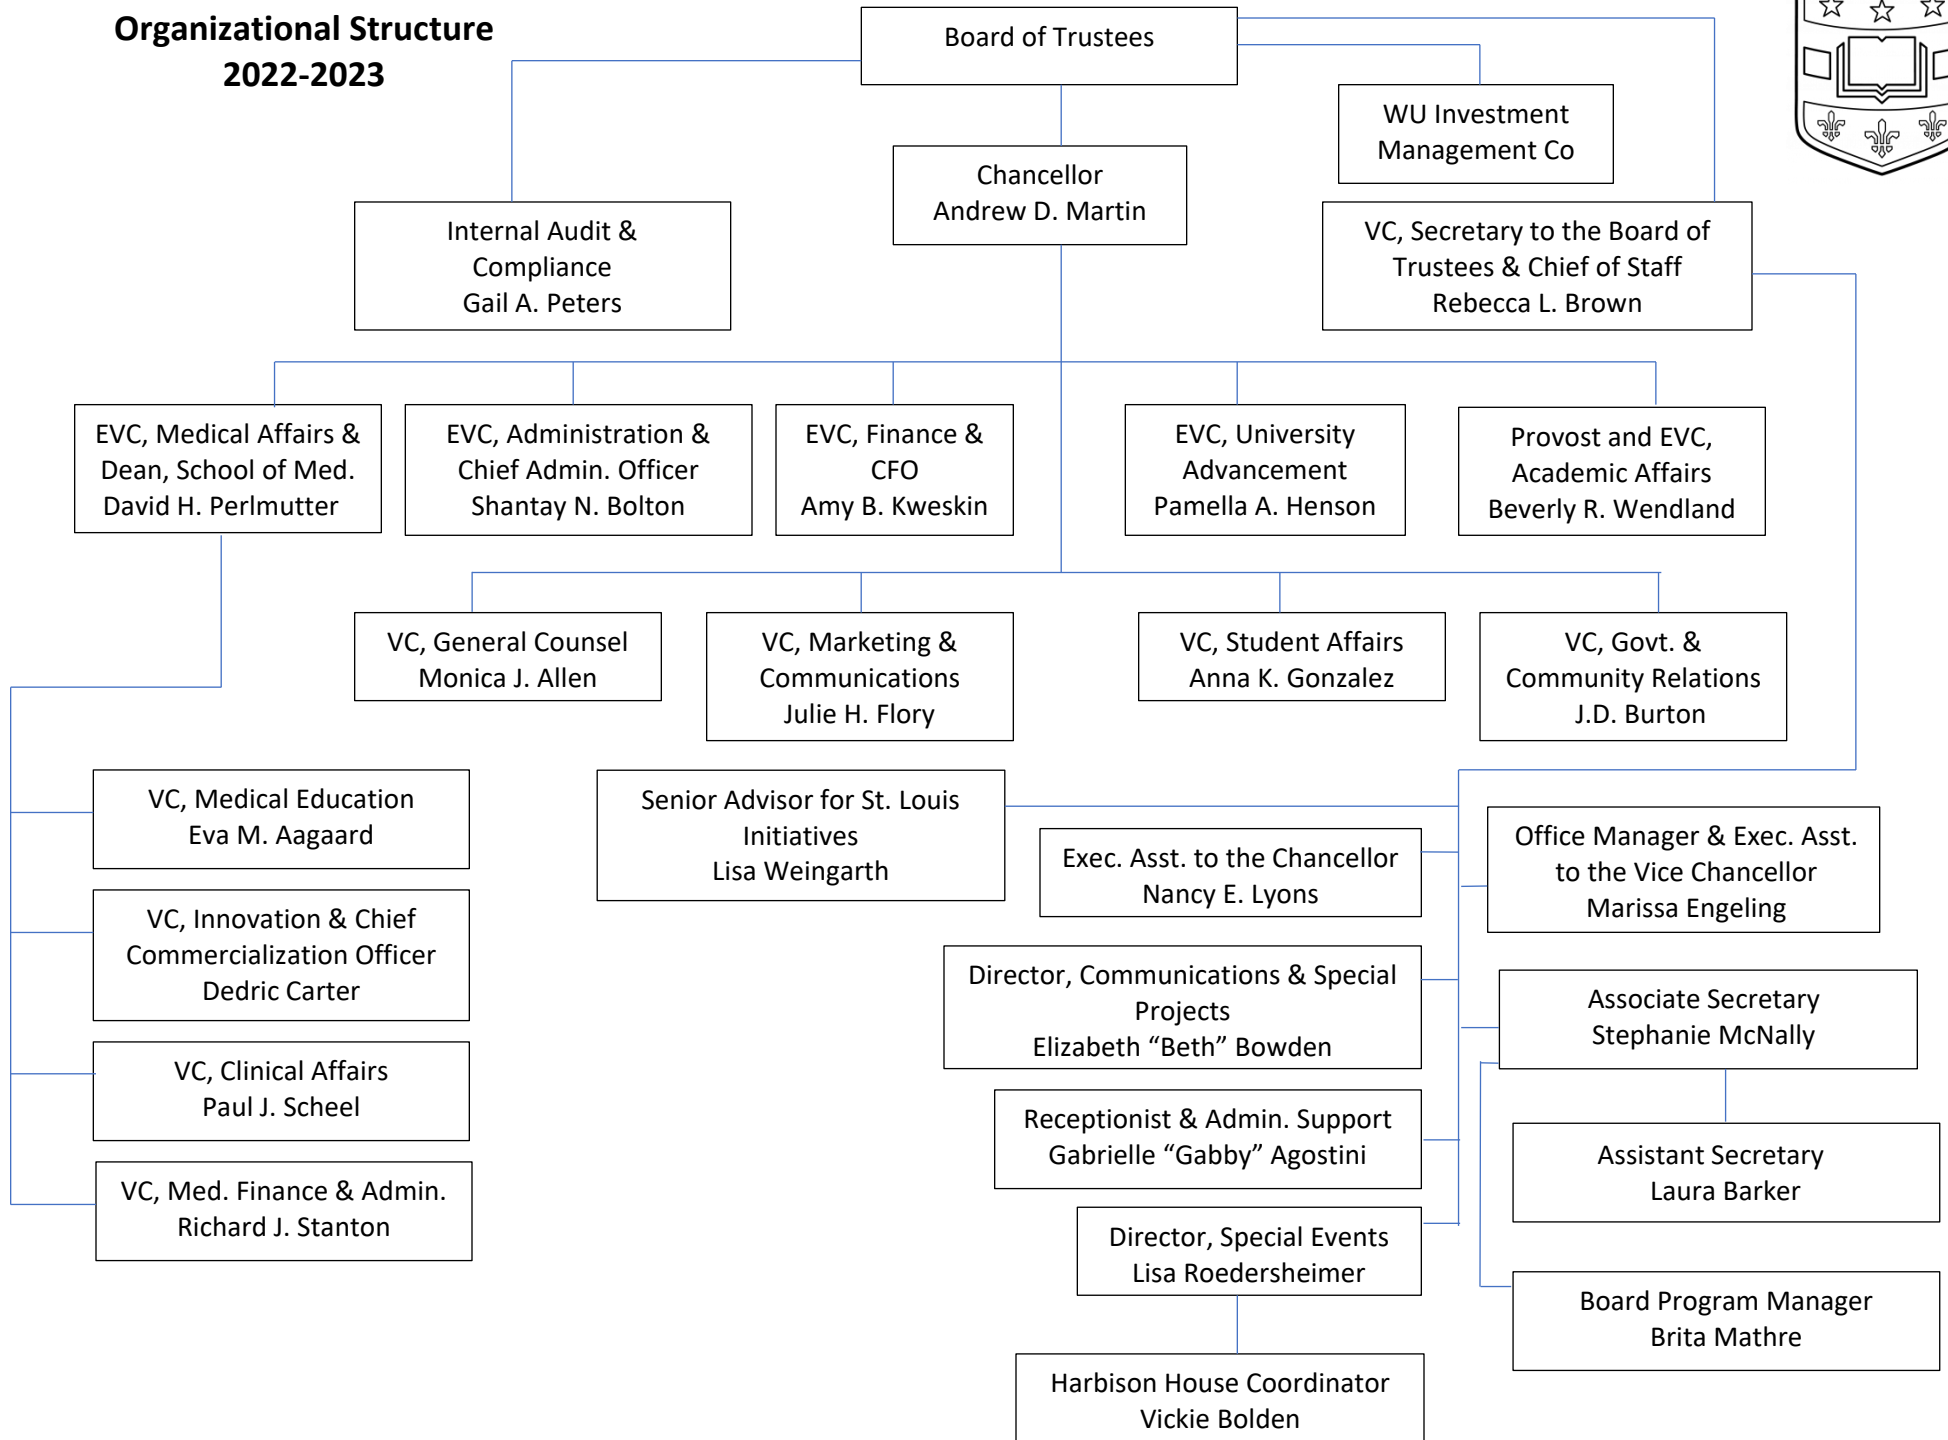 Organizational Structure
2022-2023
Board of Trustees
WU Investment
Management Co
Chancellor
Andrew D. Martin
Internal Audit &
Compliance
Gail A. Peters
VC, Secretary to the Board of
Trustees & Chief of Staff
Rebecca L. Brown
EVC, Medical Affairs &
Dean, School of Med.
David H. Perlmutter
EVC, Administration &
Chief Admin. Officer
Shantay N. Bolton
EVC, Finance &
CFO
Amy B. Kweskin
EVC, University
Advancement
Pamella A. Henson
Provost and EVC,
Academic Affairs
Beverly R. Wendland
VC, General Counsel
Monica J. Allen
VC, Marketing &
Communications
Julie H. Flory
VC, Student Affairs
Anna K. Gonzalez
VC, Govt. &
Community Relations
J.D. Burton
VC, Medical Education
Eva M. Aagaard
VC, Innovation & Chief
Commercialization Officer
Dedric Carter
VC, Clinical Affairs
Paul J. Scheel
VC, Med. Finance & Admin.
Richard J. Stanton
Senior Advisor for St. Louis
Initiatives
Lisa Weingarth
Exec. Asst. to the Chancellor
Nancy E. Lyons
Office Manager & Exec. Asst.
to the Vice Chancellor
Marissa Engeling
Director, Communications & Special
Projects
Elizabeth “Beth” Bowden
Associate Secretary
Stephanie McNally
Receptionist & Admin. Support
Gabrielle “Gabby” Agostini
Assistant Secretary
Laura Barker
Director, Special Events
Lisa Roedersheimer
Board Program Manager
Brita Mathre
Harbison House Coordinator
Vickie Bolden